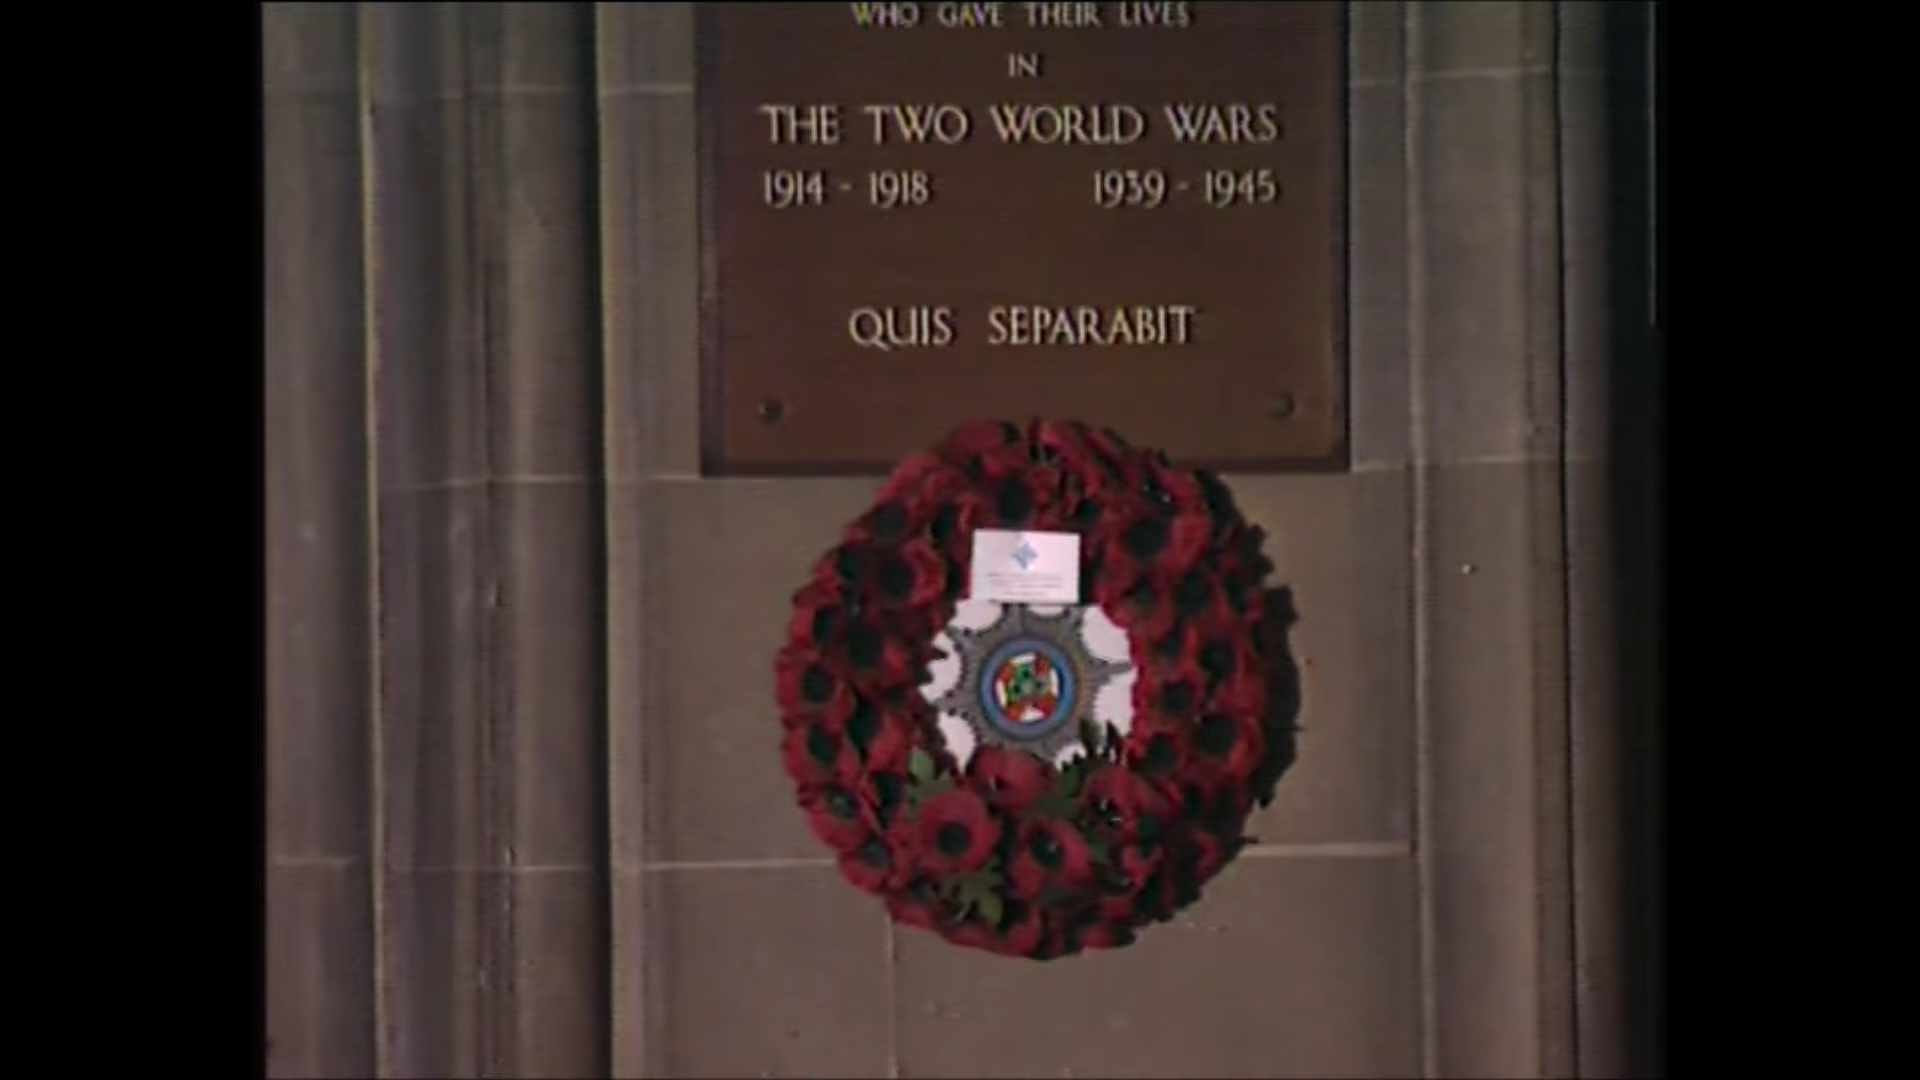 WHO GAVE THEIR LIVES
IN
THE TWO WORLD WARS
1914 - 1918 1939 - 1945
QUIS SEPARABIT